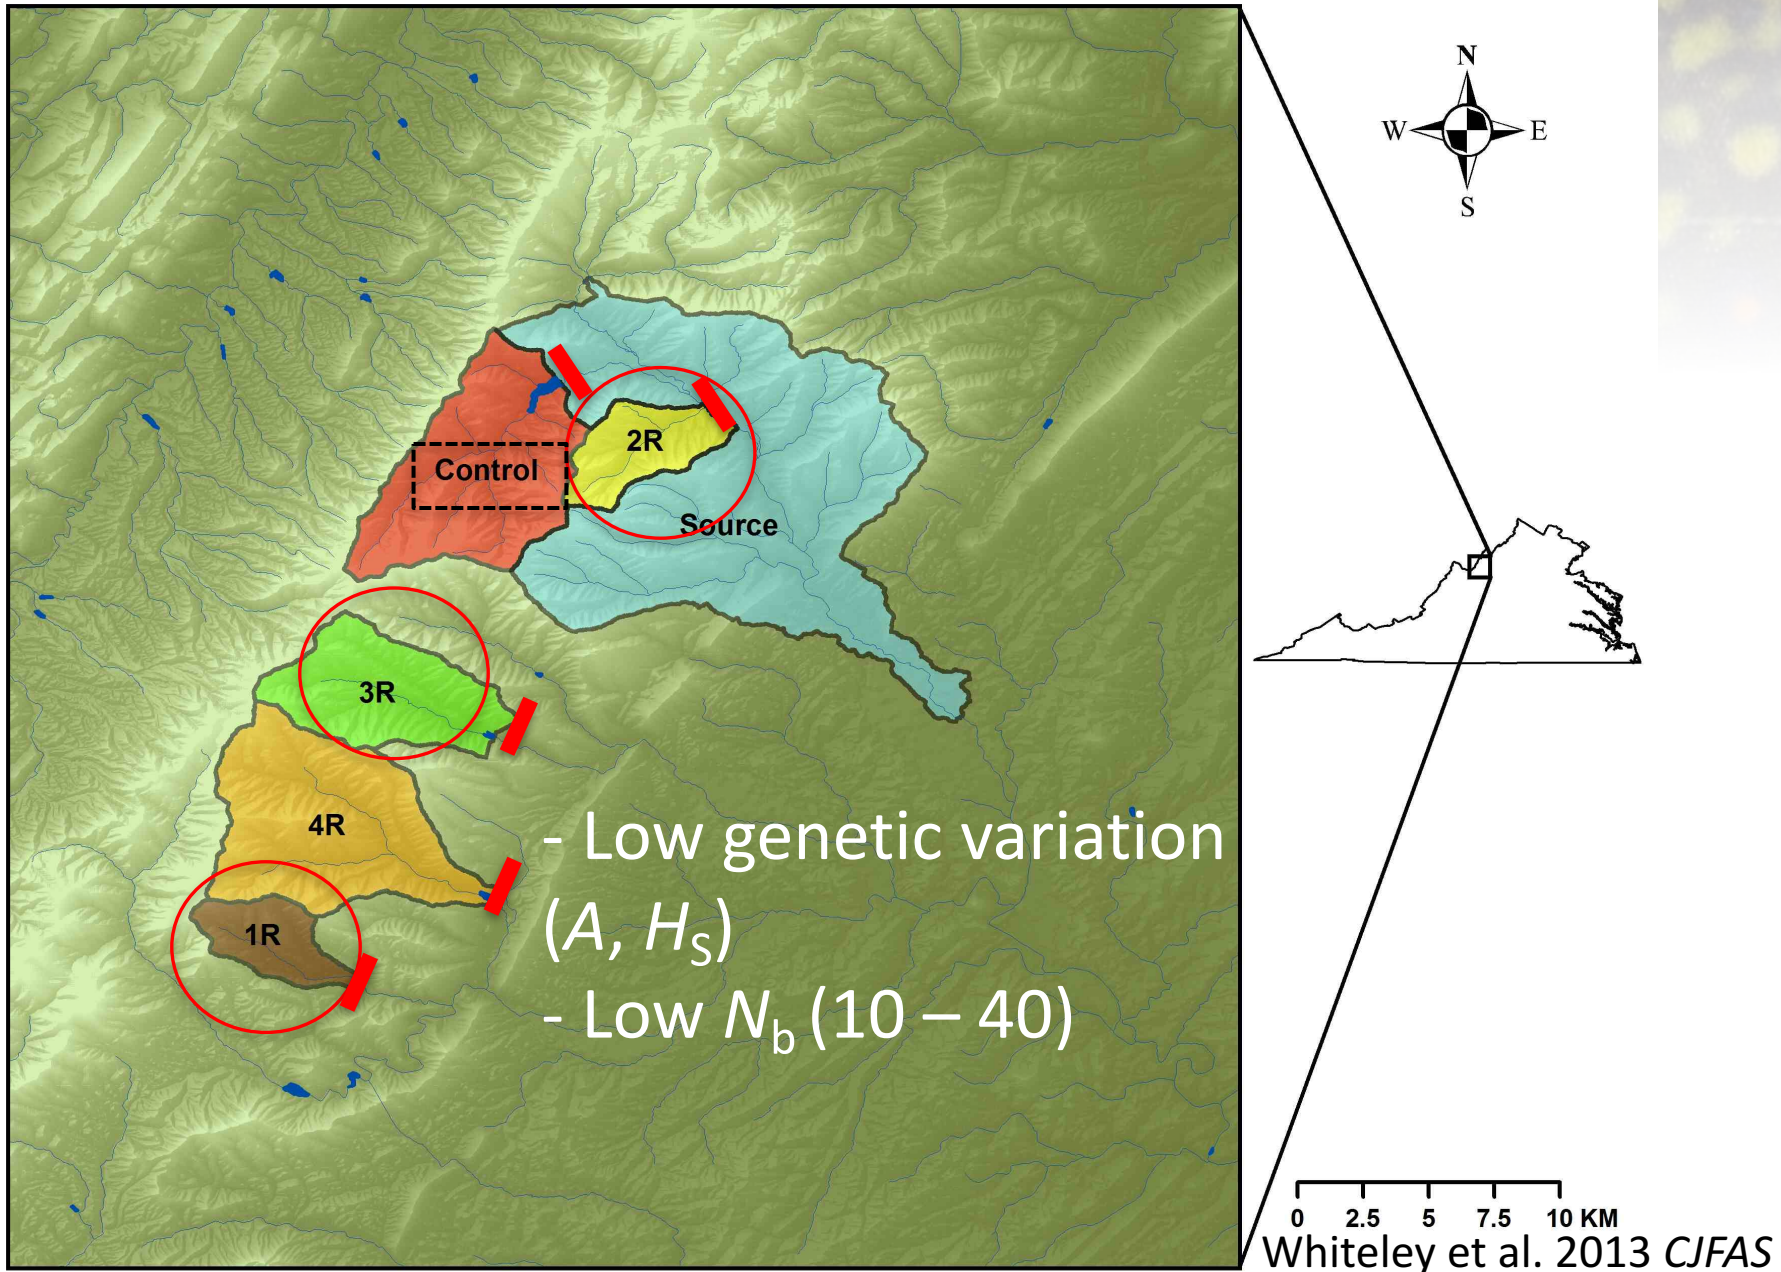 N
W E
S
2R
Control
Source
3R
4R
1R
- Low genetic variation
(A, HS)
- Low Nb (10 – 40)
0 2.5 5 7.5 10 KM
Whiteley et al. 2013 CJFAS